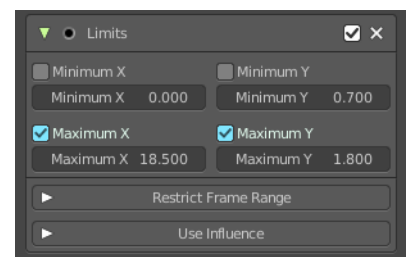 Limits
Minimum X Minimum Y
Minimum X 0.000 Minimum Y 0.700
Maximum X Maximum Y
Maximum X 18.500 Maximum Y 1.800
Restrict Frame Range
Use Influence